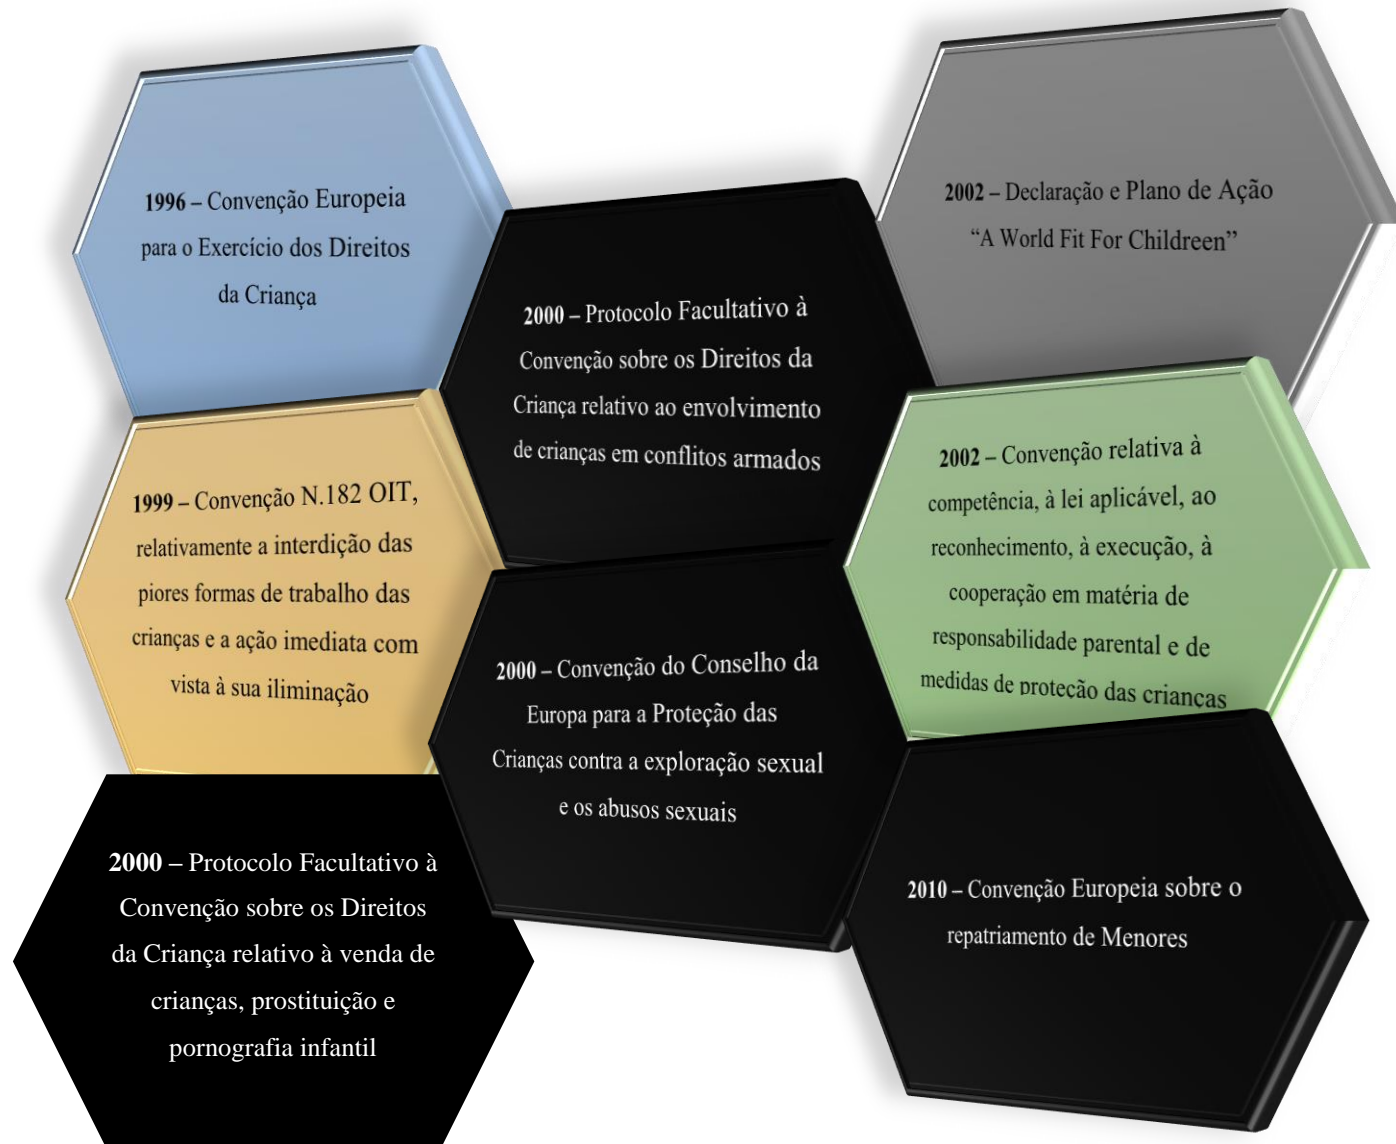 1996 – Convenção Europeia
para o Exercício dos Direitos
da Criança
1999 – Convenção N.182 OIT,
relativamente a interdição das
piores formas de trabalho das
crianças e a ação imediata com
vista à sua iliminação
2000 – Protocolo Facultativo à
Convenção sobre os Direitos
da Criança relativo à venda de
crianças, prostituição e
pornografia infantil
2000 – Protocolo Facultativo à
Convenção sobre os Direitos da
Criança relativo ao envolvimento
de crianças em conflitos armados
2000 – Convenção do Conselho da
Europa para a Proteção das
Crianças contra a exploração sexual
e os abusos sexuais
2002 – Declaração e Plano de Ação
“A World Fit For Childreen”
2002 – Convenção relativa à
competência, à lei aplicável, ao
reconhecimento, à execução, à
cooperação em matéria de
responsabilidade parental e de
medidas de proteção das crianças
2010 – Convenção Europeia sobre o
repatriamento de Menores